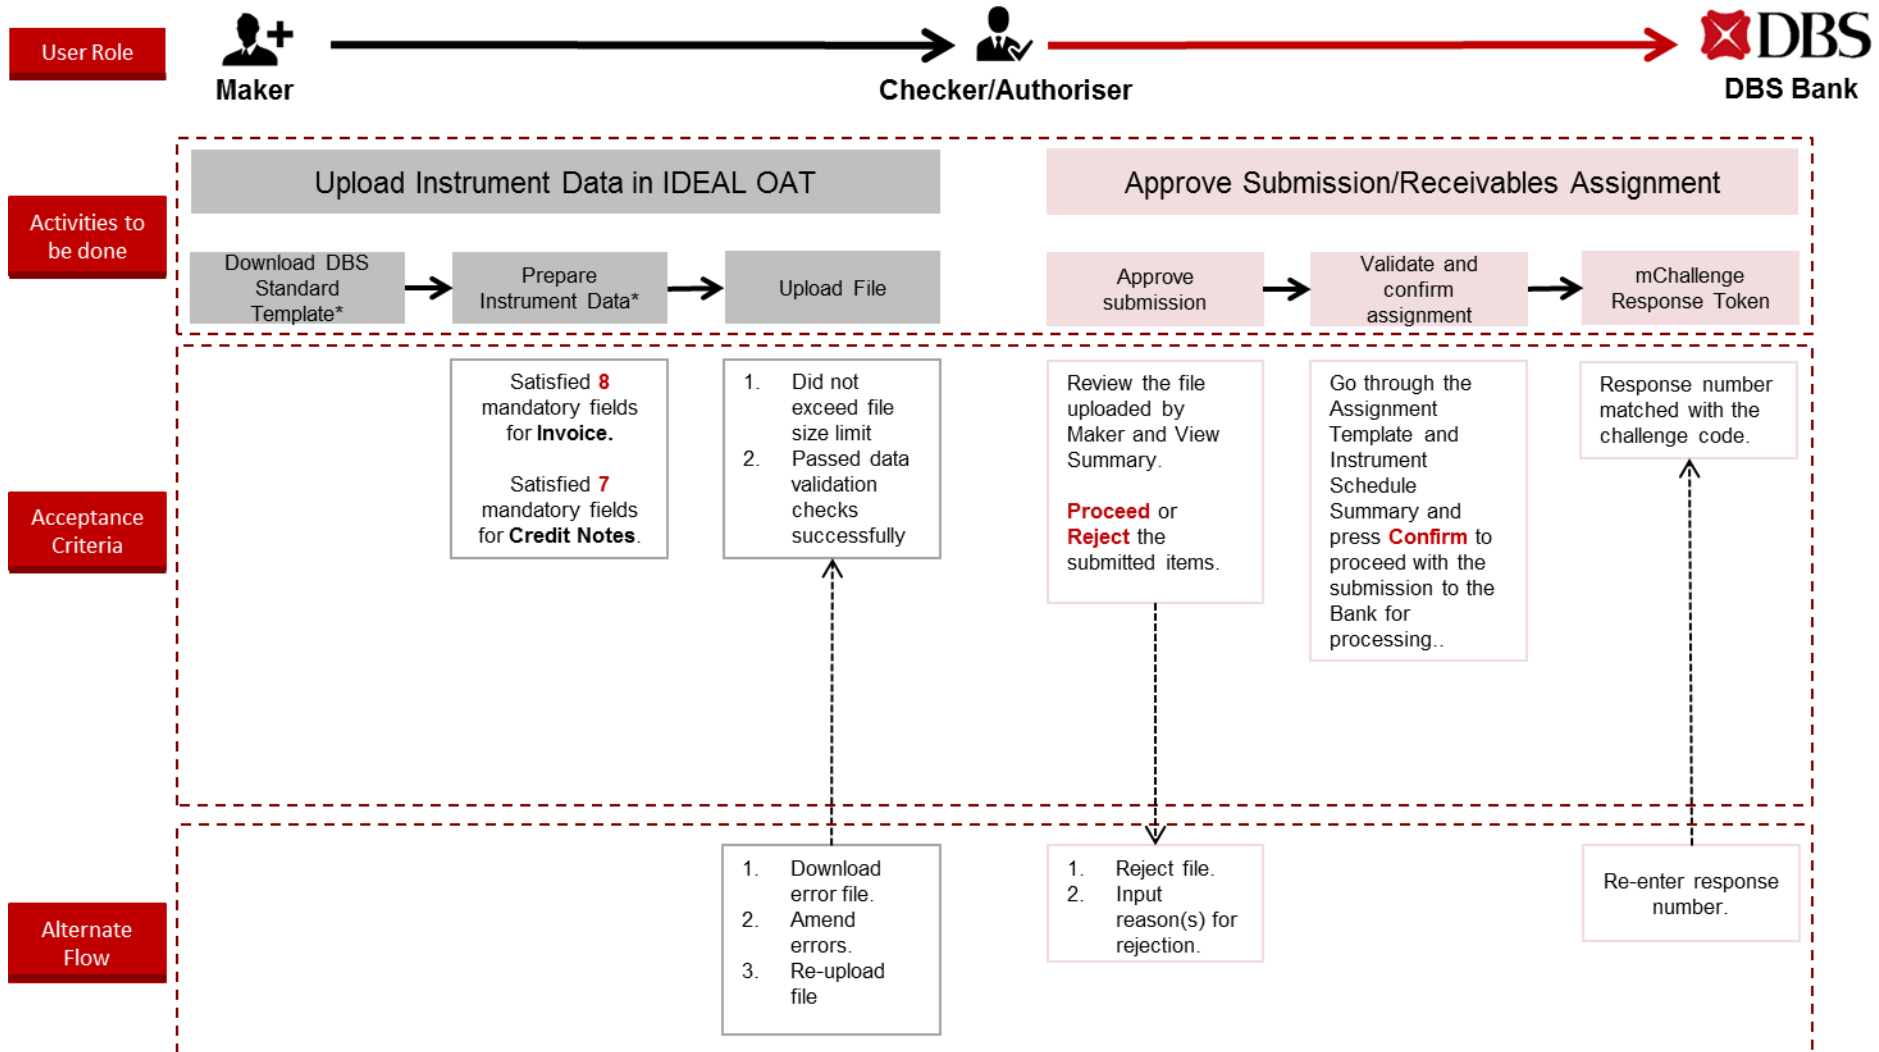 User Role
Maker
Checker/Authoriser
DBS
DBS Bank
Activities to
be done
Upload Instrument Data in IDEAL OAT
Approve Submission/Receivables Assignment
Download DBS
Standard
Template*
Prepare
Instrument Data*
Upload File
Approve
submission
Validate and
confirm
assignment
mChallenge
Response Token
Acceptance
Criteria
Satisfied 8
mandatory fields
for Invoice.
Satisfied 7
mandatory fields
for Credit Notes.
1. Did not
exceed file
size limit
2. Passed data
validation
checks
successfully
Review the file
uploaded by
Maker and View
Summary.
Proceed or
Reject the
submitted items.
Go through the
Assignment
Template and
Instrument
Schedule
Summary and
press Confirm to
proceed with the
submission to the
Bank for
processing..
Response number
matched with the
challenge code.
Alternate
Flow
1. Download
error file.
2. Amend
errors.
3. Re-upload
file
1. Reject file.
2. Input
reason(s) for
rejection.
Re-enter response
number.